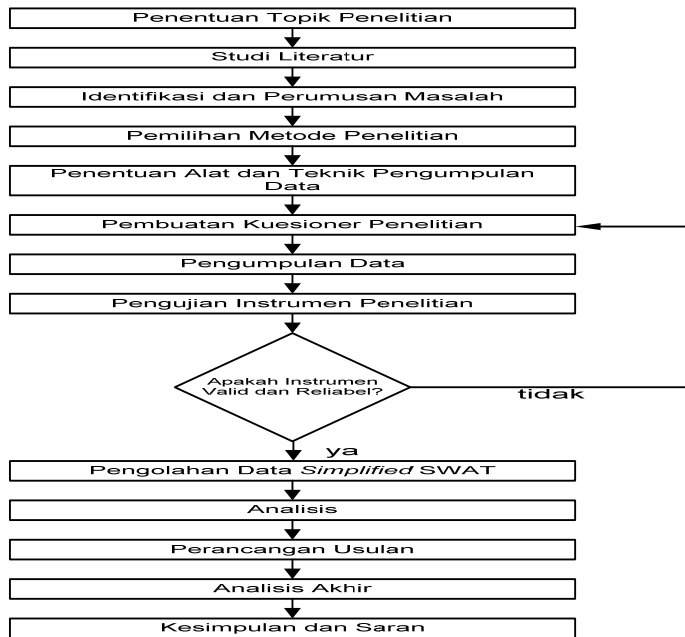 Penentuan Topik Penelitian
Studi Literatur
Identifikasi dan Perumusan Masalah
Pemilihan Metode Penelitian
Penentuan Alat dan Teknik Pengumpulan
Data
Pembuatan Kuesioner Penelitian
Pengumpulan Data
Pengujian Instrumen Penelitian
Apakah Instrumen
Valid dan Reliabel?
tidak
ya
Pengolahan Data Simplified SWAT
Analisis
Perancangan Usulan
Analisis Akhir
Kesimpulan dan Saran